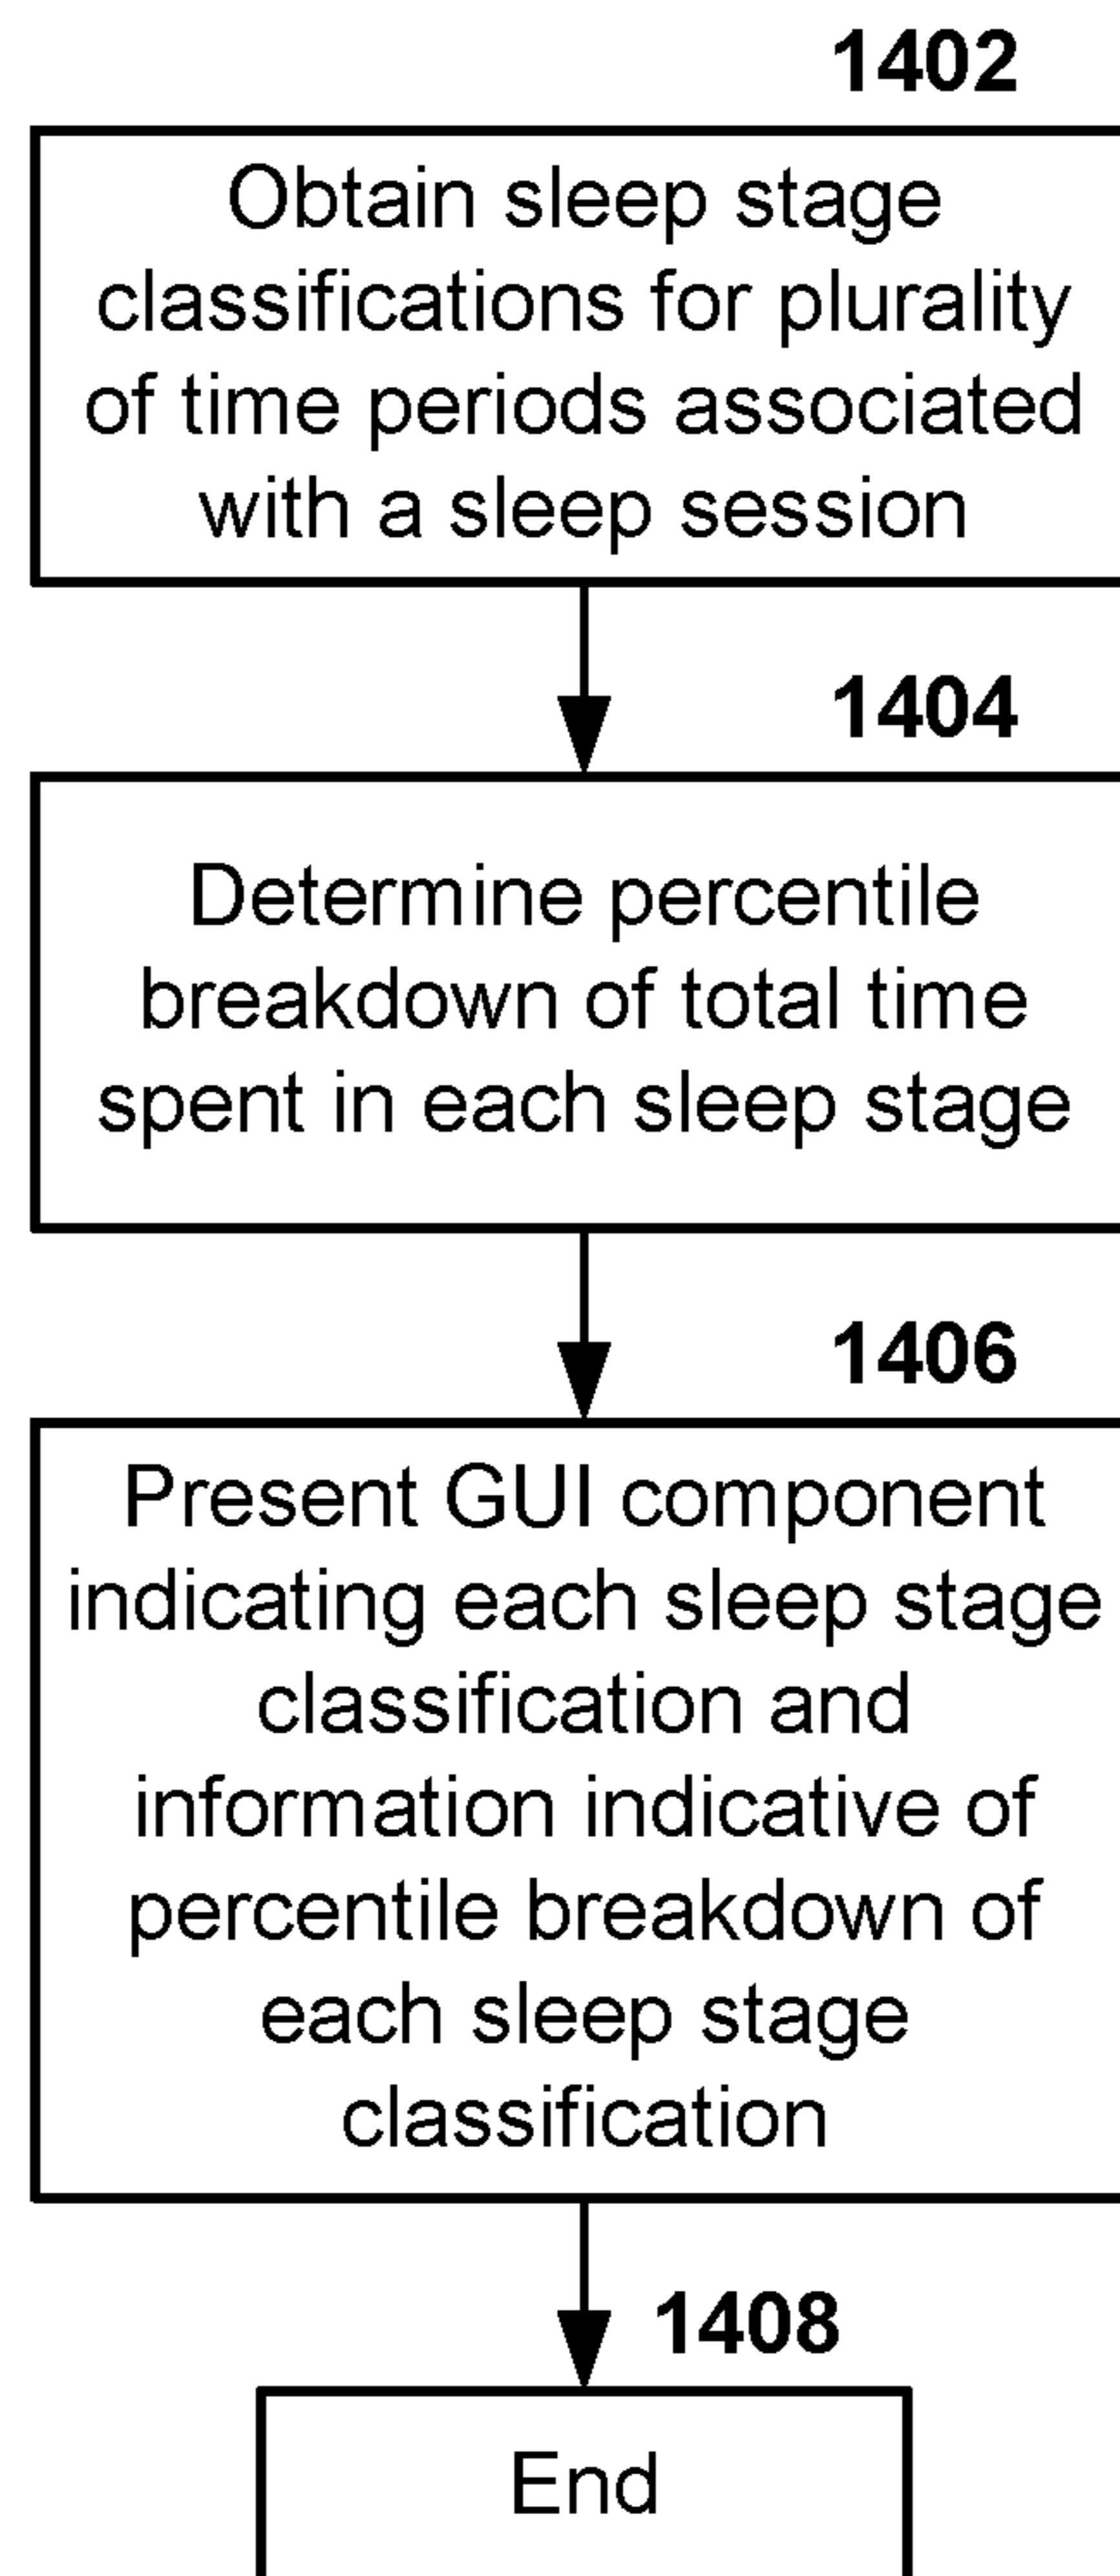 1402
Obtain sleep stage
classifications for plurality
of time periods associated
with a sleep session
1404
Determine percentile
breakdown of total time
spent in each sleep stage
1406
Present GUI component
indicating each sleep stage
classification and
information indicative of
percentile breakdown of
each sleep stage
classification
1408
End